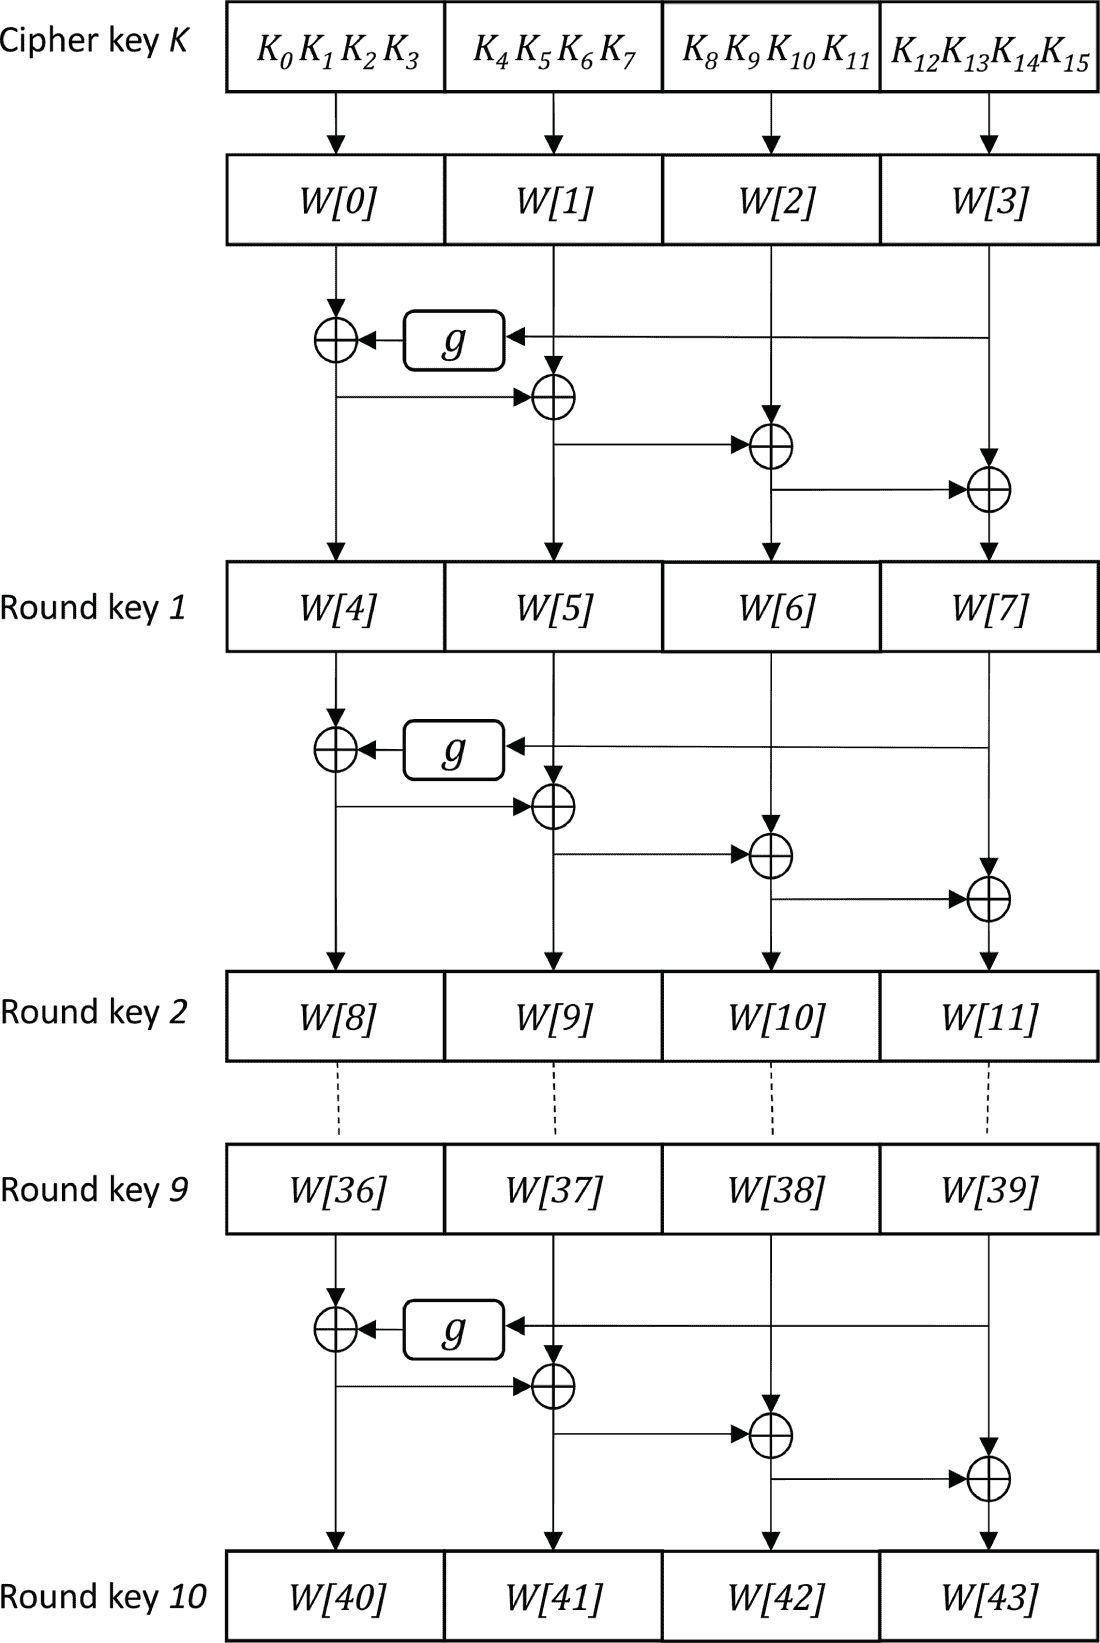 Cipher key K K₀ K₁ K₂ K₃ K₄ K₅ K₆ K₇ K₈ K₉ K₁₀ K₁₁ K₁₂K₁₃K₁₄K₁₅
W[0] W[1] W[2] W[3]
g
Round key 1 W[4] W[5] W[6] W[7]
g
Round key 2 W[8] W[9] W[10] W[11]
Round key 9 W[36] W[37] W[38] W[39]
g
Round key 10 W[40] W[41] W[42] W[43]